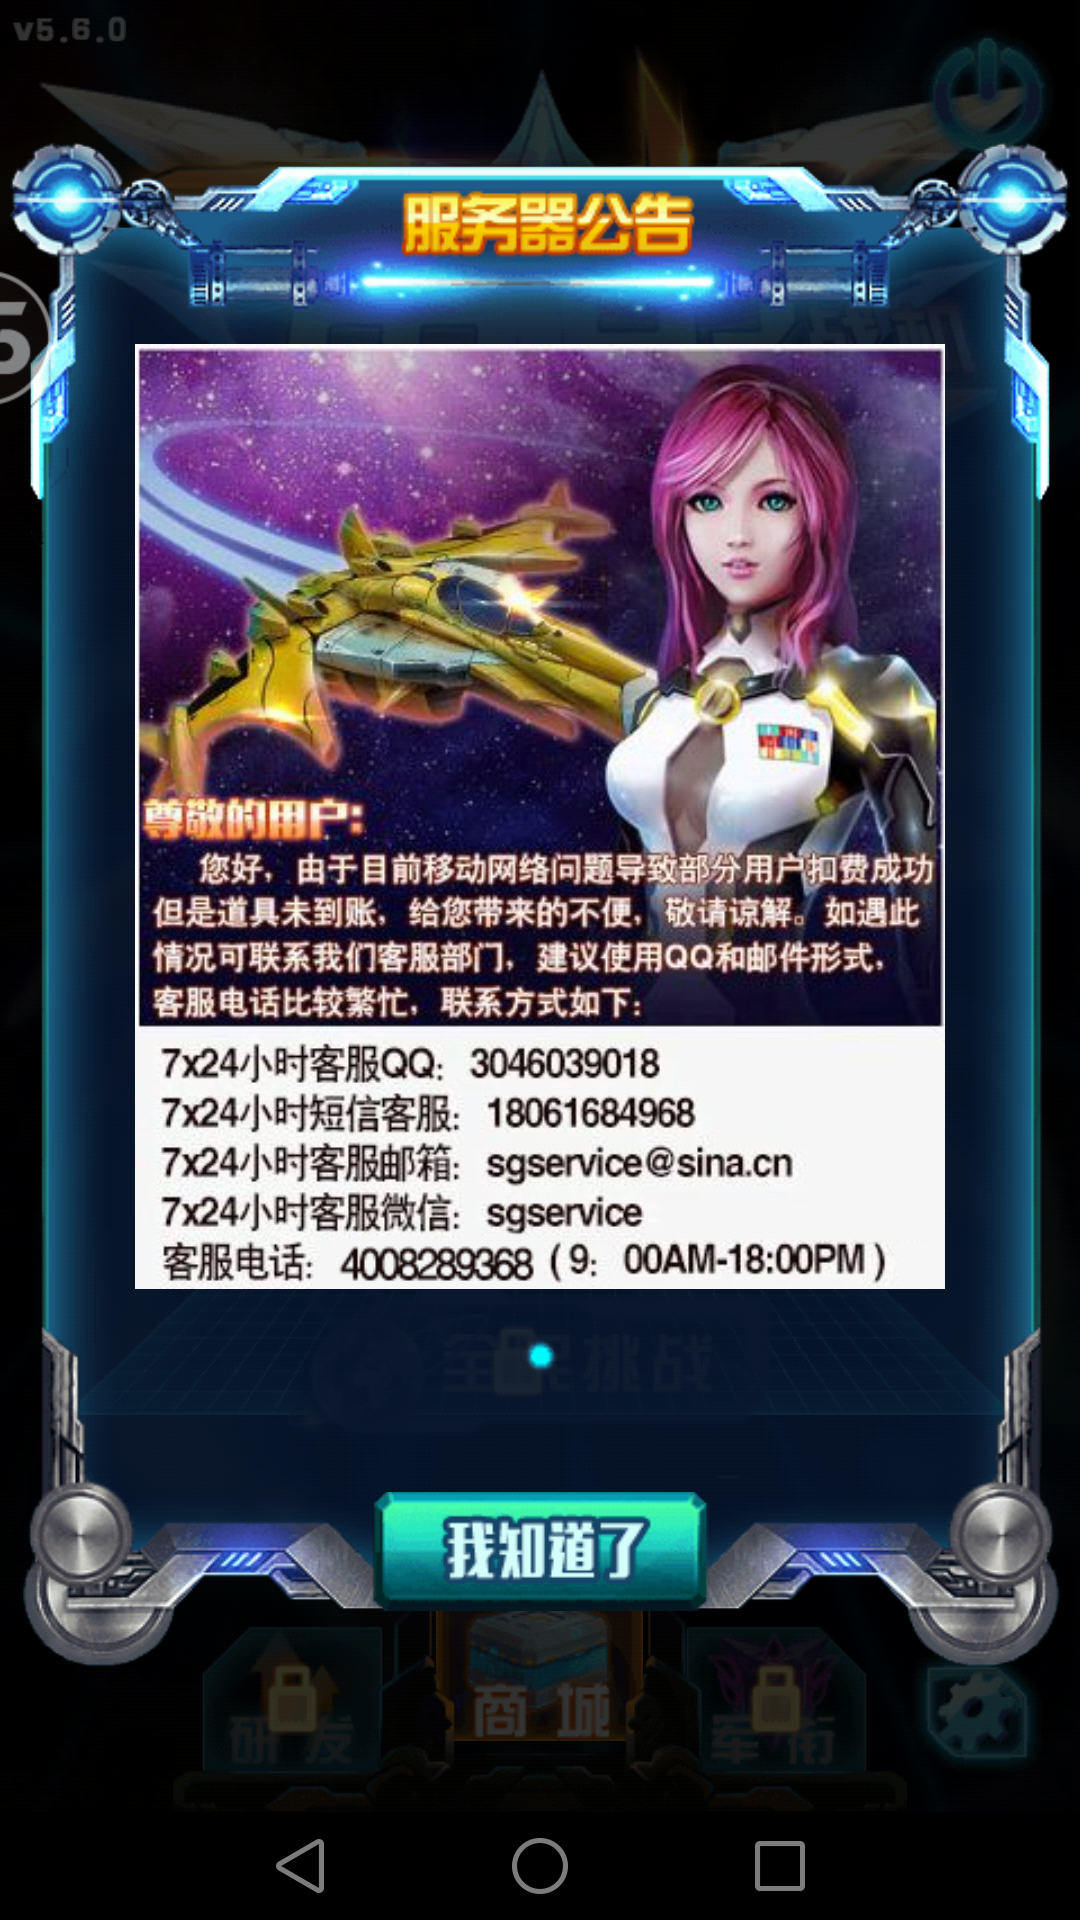 v5.6.0
服务器公告
5
战机
尊敬的用户:
您好，由于目前移动网络问题导致部分用户扣费成功
但是道具未到账，给您带来的不便，敬请谅解。如遇此
情况可联系我们客服部门，建议使用QQ和邮件形式，
客服电话比较繁忙，联系方式如下:
7x24小时客服QQ: 3046039018
7x24小时短信客服: 18061684968
7x24小时客服邮箱: sgservice@sina.cn
7x24小时客服微信: sgservice
客服电话: 4008289368 ( 9: 00AM-18:00PM )
全民挑战
我知道了
研发
商城
军衔